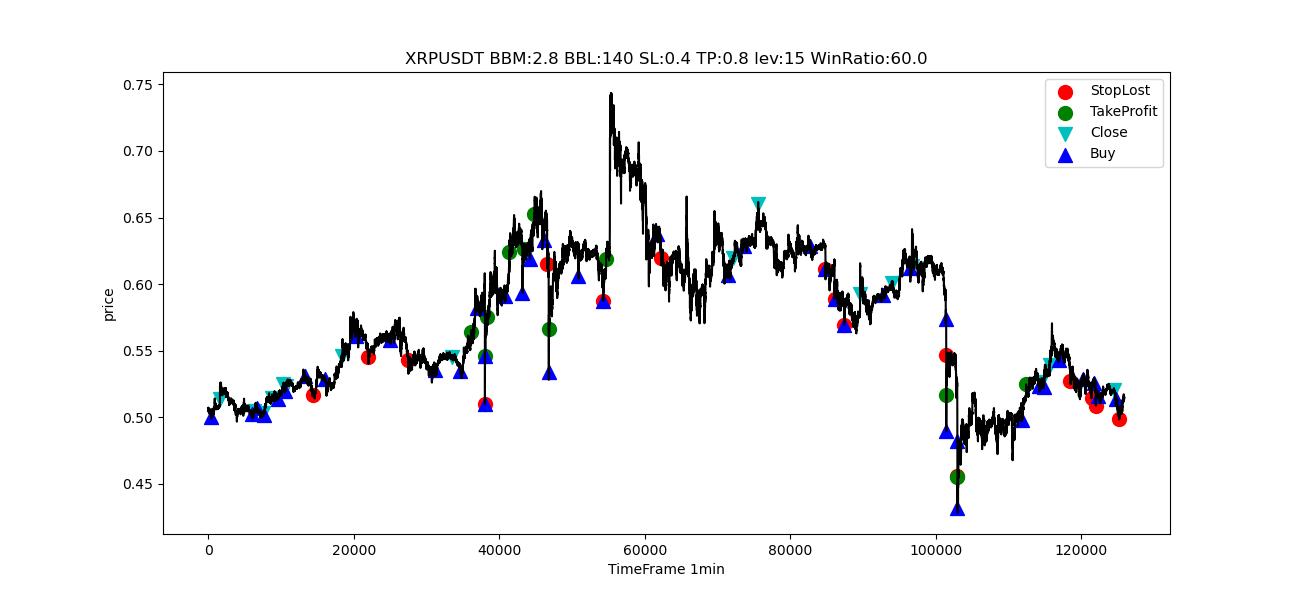 XRPUSDT BBM:2.8 BBL:140 SL:0.4 TP:0.8 lev:15 WinRatio:60.0
StopLost
TakeProfit
Close
Buy
price
0.75
0.70
0.65
0.60
0.55
0.50
0.45
0 20000 40000 60000 80000 100000 120000
TimeFrame 1min